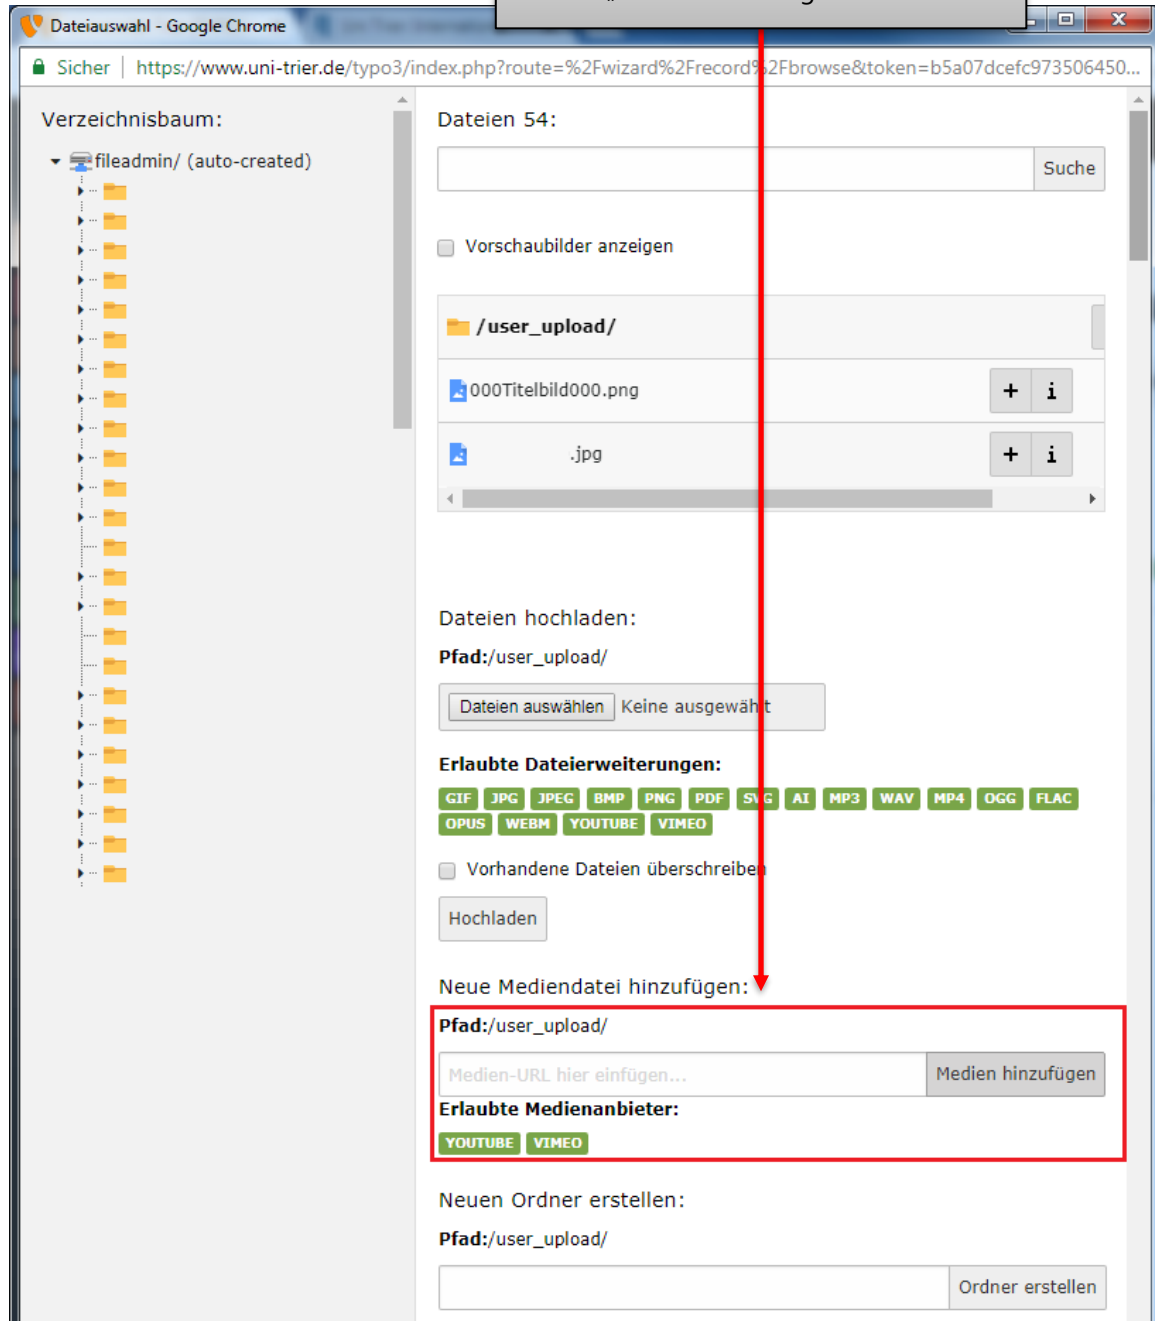 Dateiauswahl - Google Chrome
Sicher | https://www.uni-trier.de/typo3/index.php?route=%2Fwizard%2Frecord%2Fbrowse&token=b5a07dcefc973506450...
Verzeichnisbaum:
fileadmin/ (auto-created)
Dateien 54:
Suche
Vorschaubilder anzeigen
/user_upload/
000Titelbild000.png
+ i
.jpg
+ i
Dateien hochladen:
Pfad:/user_upload/
Dateien auswählen Keine ausgewählt
Erlaubte Dateierweiterungen:
GIF JPG JPEG BMP PNG PDF SVG AI MP3 WAV MP4 OGG FLAC
OPUS WEBM YOUTUBE VIMEO
Vorhandene Dateien überschreiben
Hochladen
Neue Mediendatei hinzufügen:
Pfad:/user_upload/
Medien-URL hier einfügen... Medien hinzufügen
Erlaubte Medienanbieter:
YOUTUBE VIMEO
Neuen Ordner erstellen:
Pfad:/user_upload/
Ordner erstellen